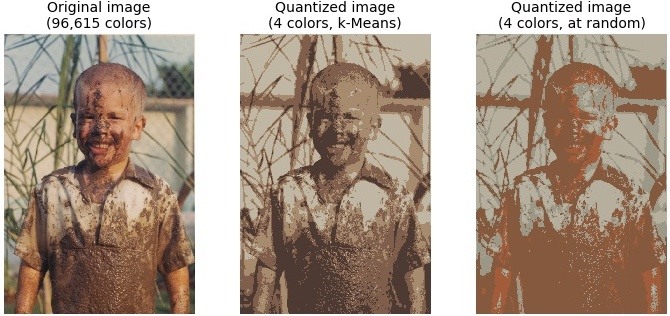 Original image
(96,615 colors)
Quantized image
(4 colors, k-Means)
Quantized image
(4 colors, at random)